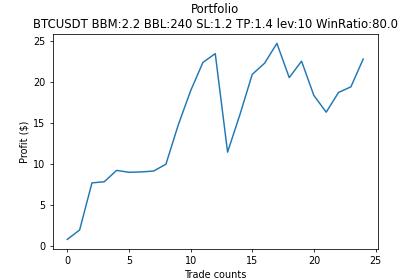 Portfolio
BTCUSDT BBM:2.2 BBL:240 SL:1.2 TP:1.4 lev:10 WinRatio:80.0
25
20
15
10
5
0
Profit ($)
0 5 10 15 20 25
Trade counts